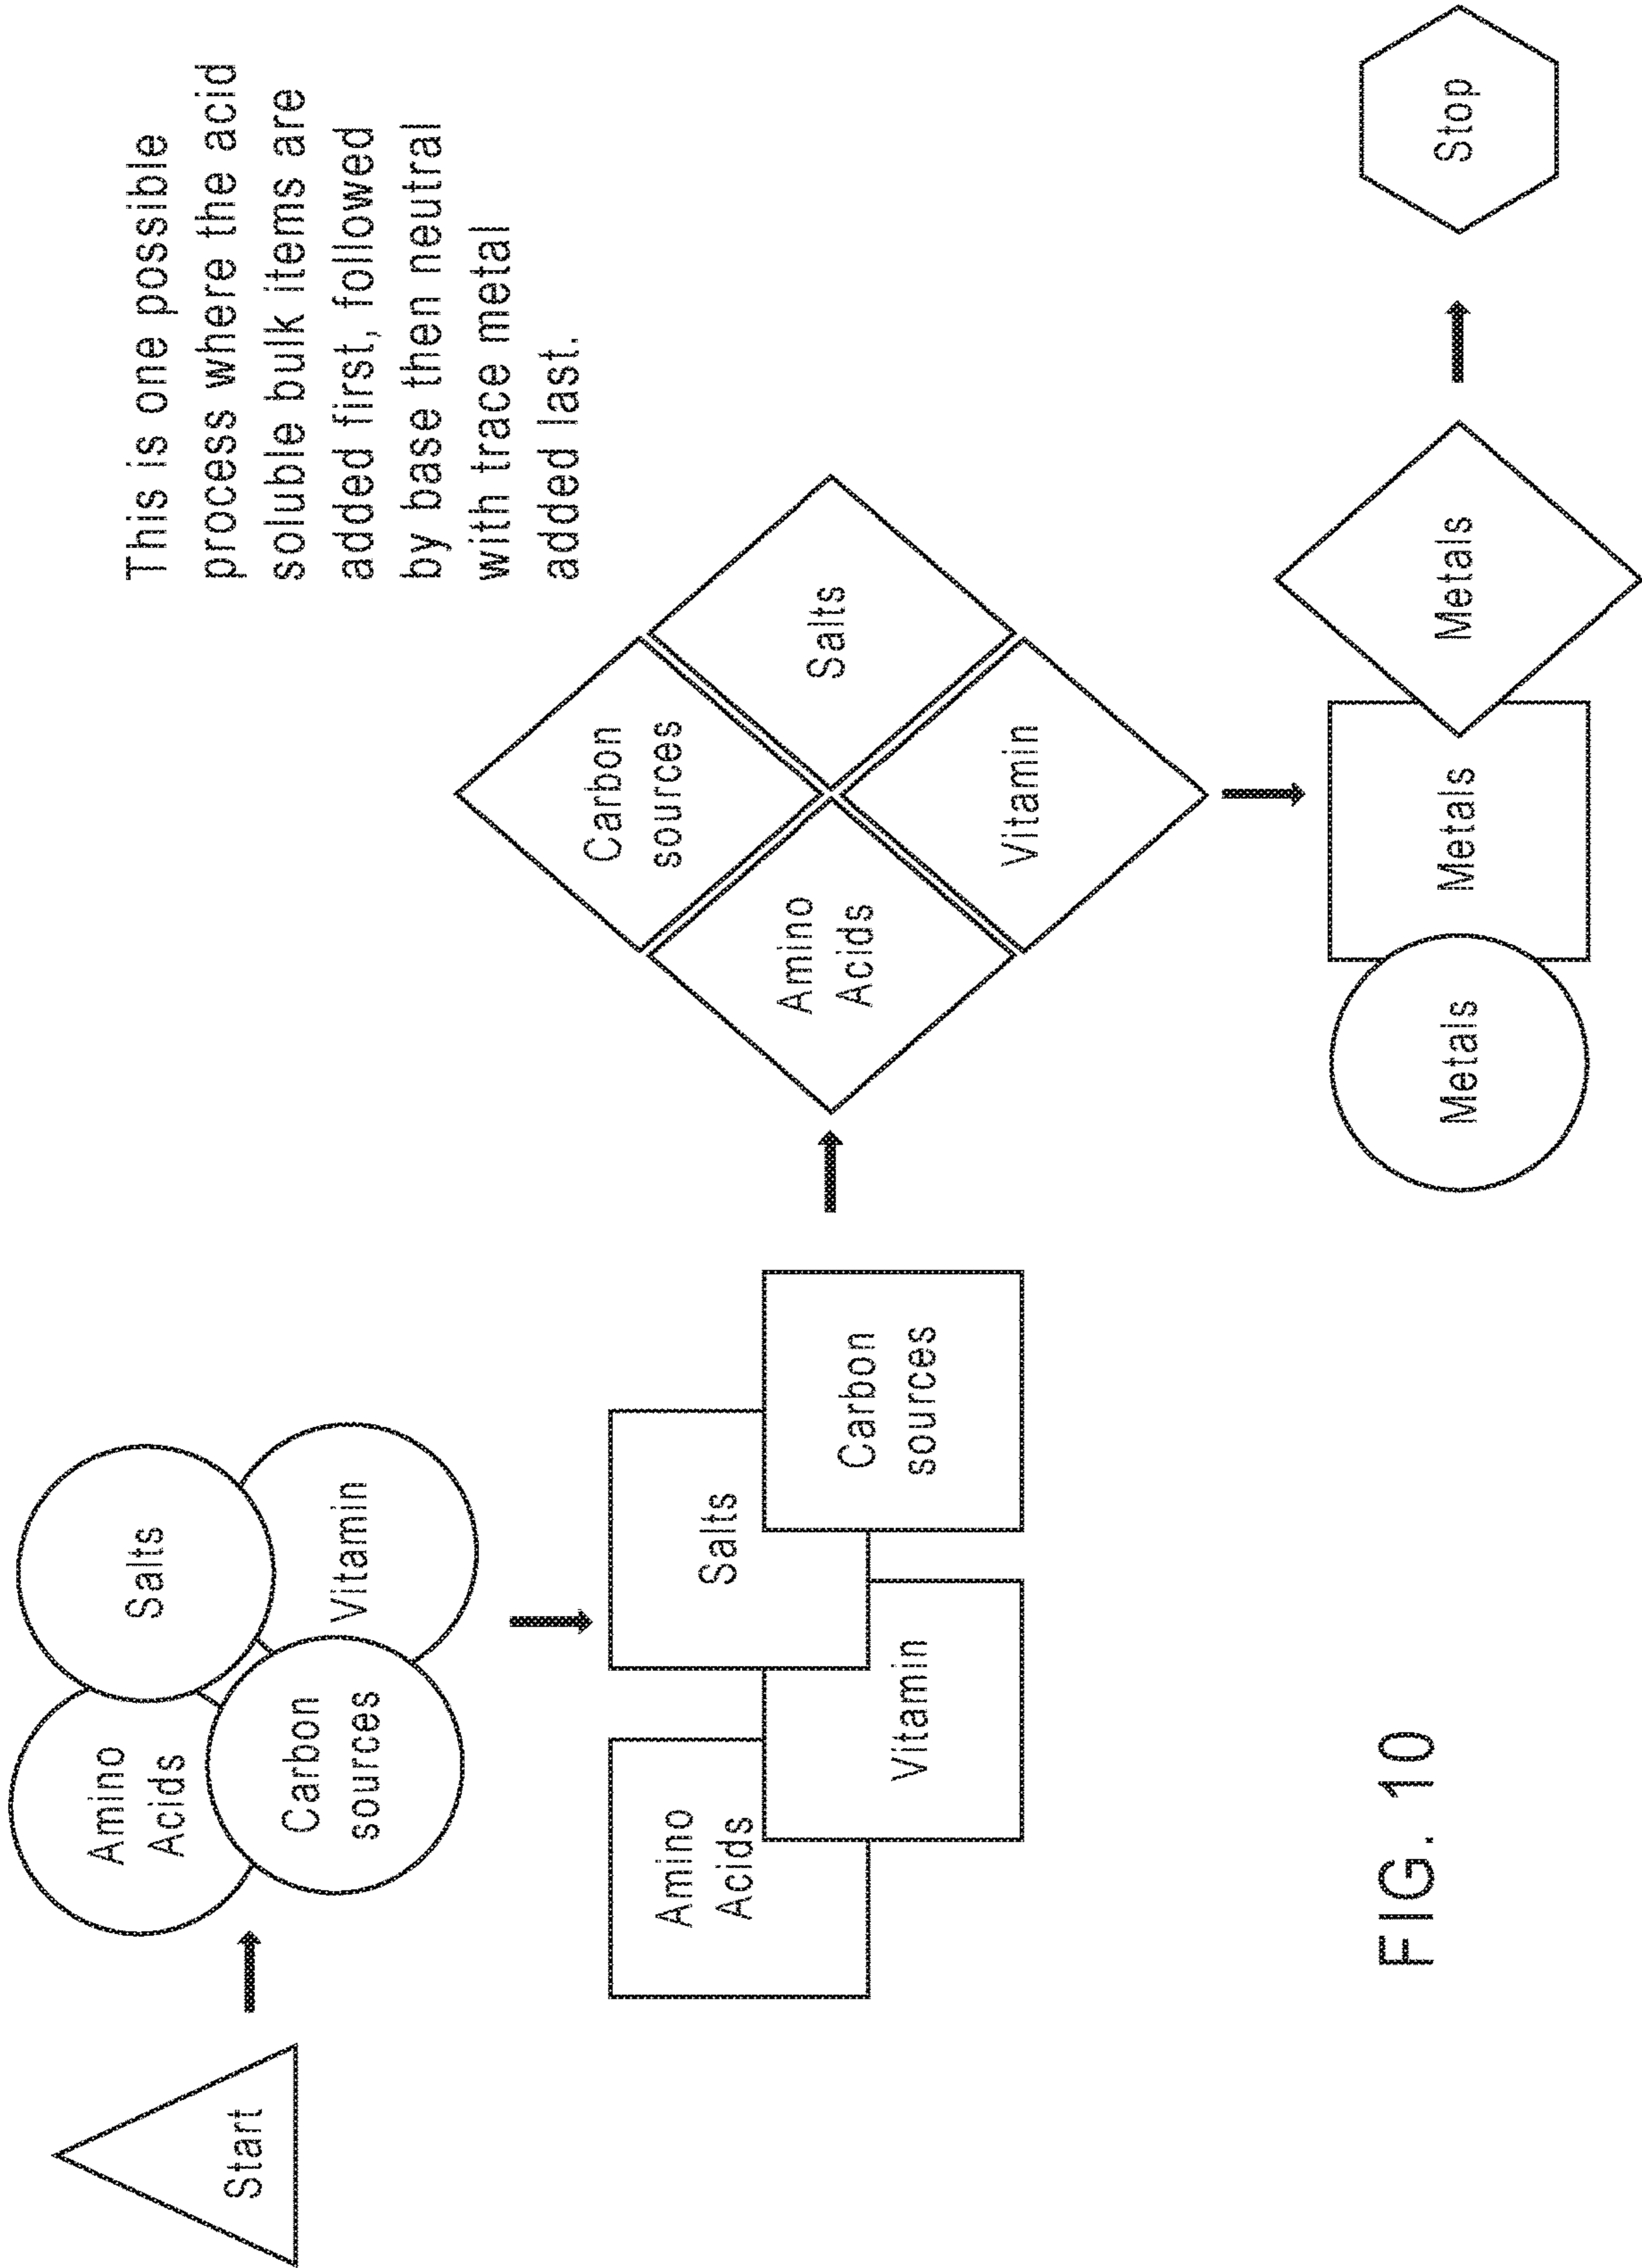 Start
Amino
Acids
Salts
Carbon
sources
Vitamin
Amino
Acids
Salts
Vitamin
Carbon
sources
This is one possible
process where the acid
soluble bulk items are
added first, followed
by base then neutral
with trace metal
added last.
Carbon
sources
Amino
Acids
Salts
Vitamin
Metals
Metals
Metals
Stop
FIG. 10